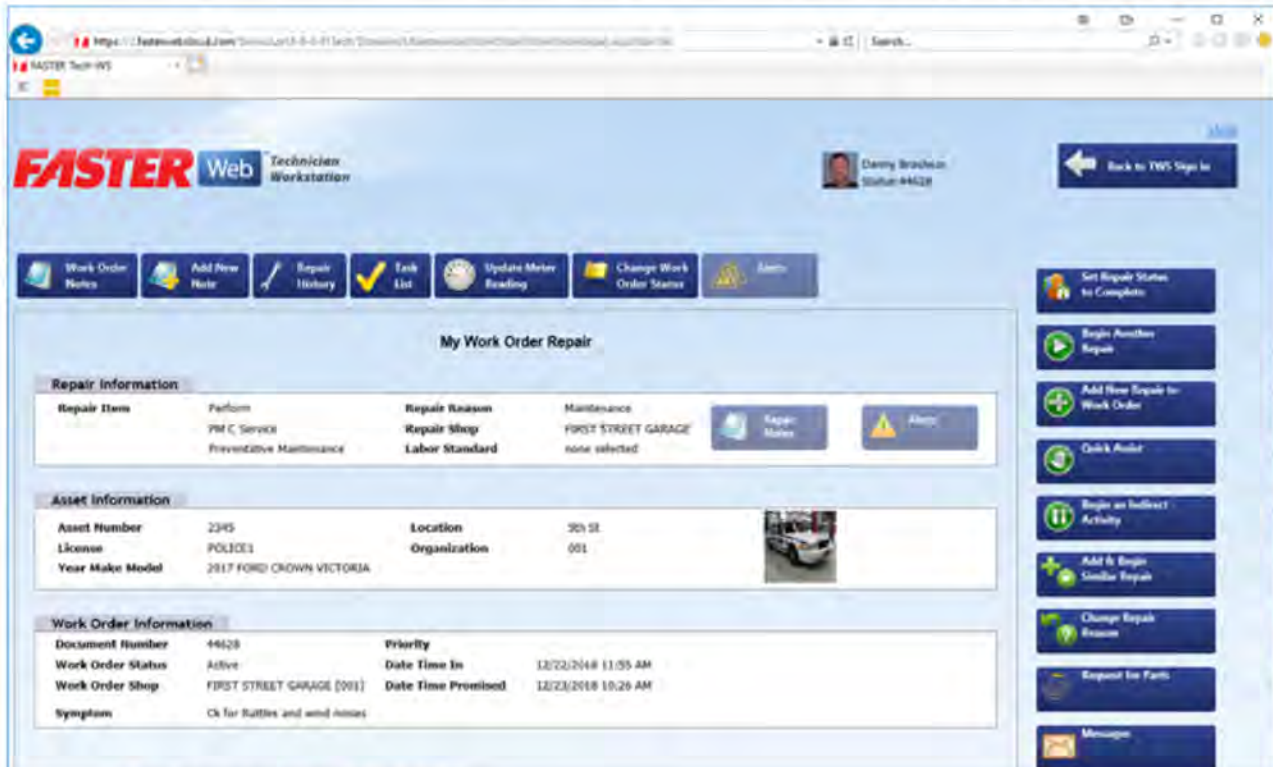 Search...
FASTER Tech-WS
FASTER Web Technician Workstation
Status: 44628
Back to TWS Sign In
Work Order Notes
Add New Note
Repair History
Task List
Update Meter Reading
Change Work Order Status
Alerts
My Work Order Repair
Repair Information
Repair Item Perform Repair Reason Maintenance
PM C Service Repair Shop FIRST STREET GARAGE
Preventative Maintenance Labor Standard none selected
Repair Notes
Alerts
Asset Information
Asset Number 2345 Location 9th St
License POLICE1 Organization 001
Year Make Model 2017 FORD CROWN VICTORIA
Work Order Information
Document Number 44628 Priority
Work Order Status Active Date Time In 12/22/2018 11:55 AM
Work Order Shop FIRST STREET GARAGE [001] Date Time Promised 12/23/2018 10:26 AM
Symptom Ck for Rattles and wind noises
Set Repair Status to Complete
Begin Another Repair
Add New Repair to Work Order
Quick Assist
Begin an Indirect Activity
Add & Begin Similar Repair
Change Repair Reason
Request for Parts
Messages